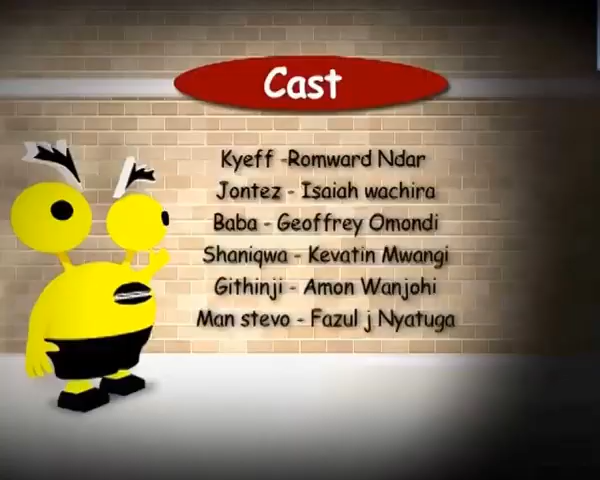 Cast
Kyeff -Romward Ndar
Jontez - Isaiah wachira
Baba - Geoffrey Omondi
Shaniqwa - Kevatin Mwangi
Githinji - Amon Wanjohi
Man stevo - Fazul j Nyatuga